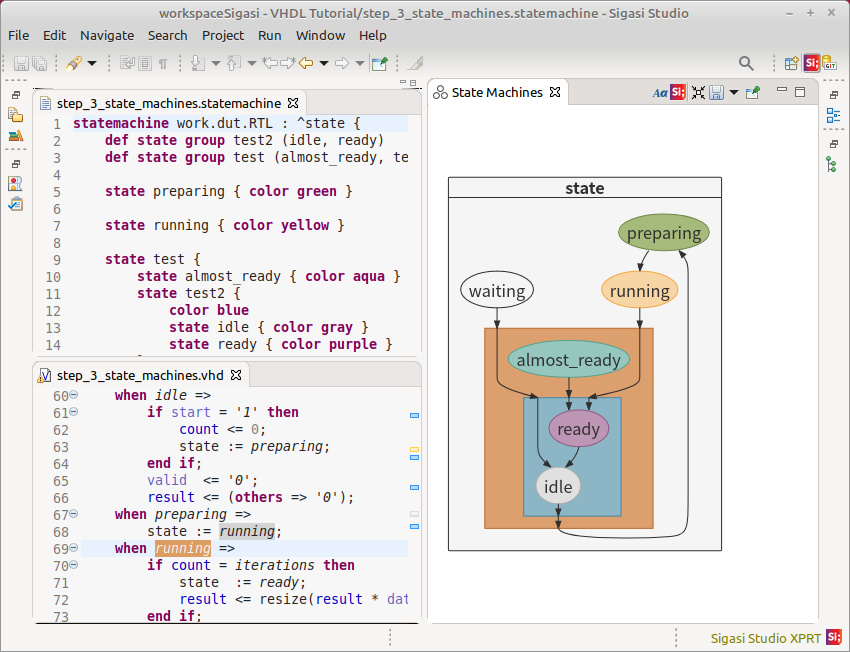 workspaceSigasi - VHDL Tutorial/step_3_state_machines.statemachine - Sigasi Studio
File Edit Navigate Search Project Run Window Help
Si;
GIT
step_3_state_machines.statemachine
1 statemachine work.dut.RTL : ^state {
2 def state group test2 (idle, ready)
3 def state group test (almost_ready, te
4
5 state preparing { color green }
6
7 state running { color yellow }
8
9 state test {
10 state almost_ready { color aqua }
11 state test2 {
12 color blue
13 state idle { color gray }
14 state ready { color purple }
step_3_state_machines.vhd
60 when idle =>
61 if start = '1' then
62 count <= 0;
63 state := preparing;
64 end if;
65 valid <= '0';
66 result <= (others => '0');
67 when preparing =>
68 state := running;
69 when running =>
70 if count = iterations then
71 state := ready;
72 result <= resize(result * dat
73 end if;
State Machines
Aa Si;
state
preparing
waiting
running
almost_ready
ready
idle
Sigasi Studio XPRT Si;